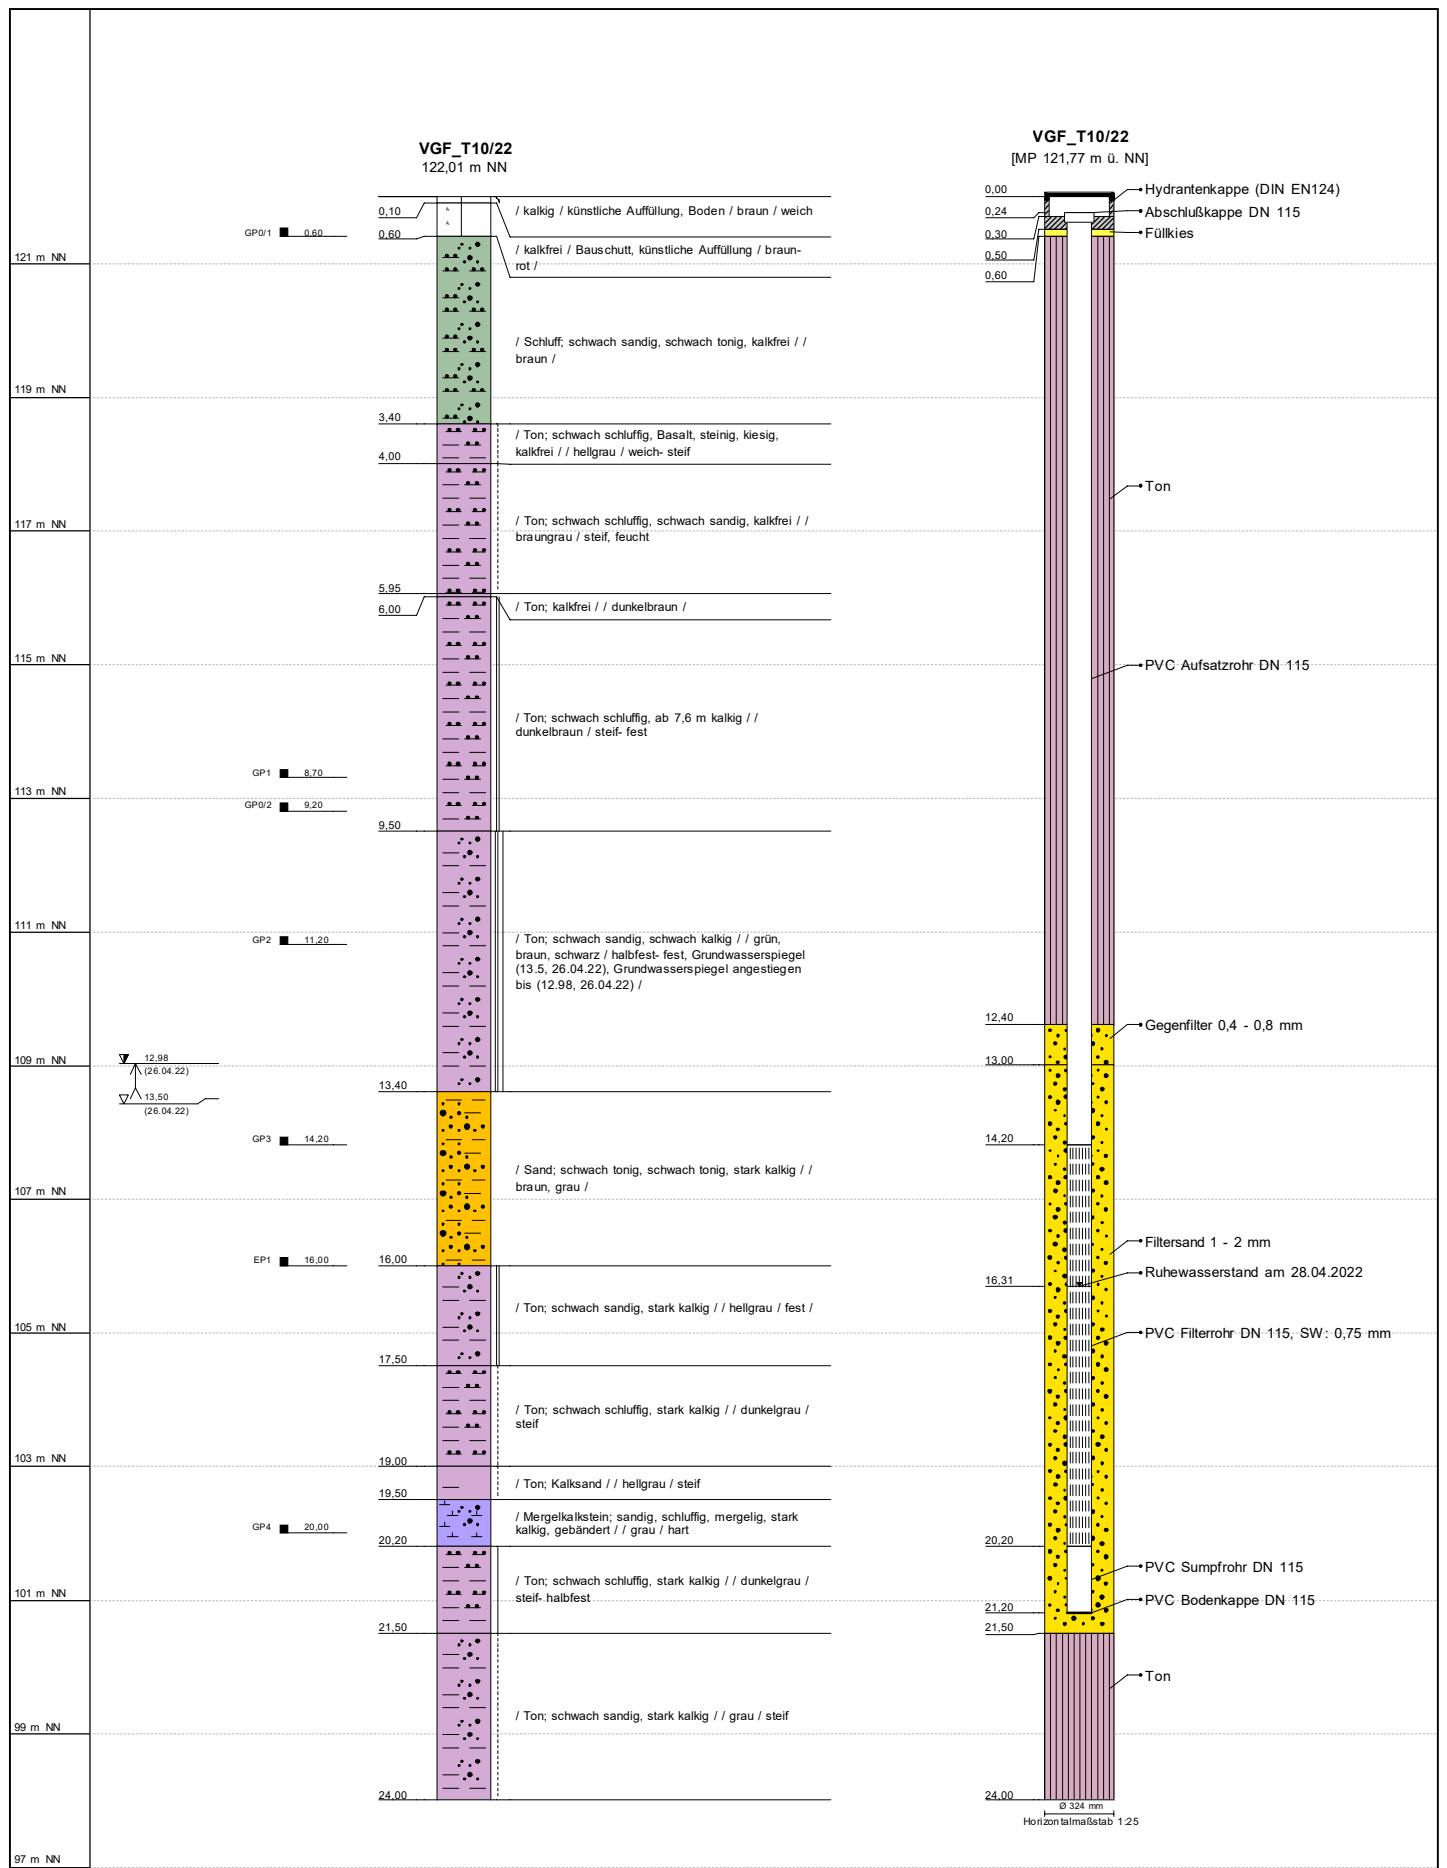 VGF_T10/22
122,01 m NN
VGF_T10/22
[MP 121,77 m ü. NN]
121 m NN
119 m NN
117 m NN
115 m NN
113 m NN
111 m NN
109 m NN
107 m NN
105 m NN
103 m NN
101 m NN
99 m NN
97 m NN
12,98
(26.04.22)
13,50
(26.04.22)
GP0/1 0,60
GP1 8,70
GP0/2 9,20
GP2 11,20
GP3 14,20
EP1 16,00
GP4 20,00
0,10
A
A
/ kalkig / künstliche Auffüllung, Boden / braun / weich
0,60
/ kalkfrei / Bauschutt, künstliche Auffüllung / braun-
rot /
/ Schluff; schwach sandig, schwach tonig, kalkfrei / /
braun /
3,40
/ Ton; schwach schluffig, Basalt, steinig, kiesig,
kalkfrei / / hellgrau / weich- steif
4,00
/ Ton; schwach schluffig, schwach sandig, kalkfrei / /
braungrau / steif, feucht
5,95
6,00
/ Ton; kalkfrei / / dunkelbraun /
/ Ton; schwach schluffig, ab 7,6 m kalkig / /
dunkelbraun / steif- fest
9,50
/ Ton; schwach sandig, schwach kalkig / / grün,
braun, schwarz / halbfest- fest, Grundwasserspiegel
(13.5, 26.04.22), Grundwasserspiegel angestiegen
bis (12.98, 26.04.22) /
13,40
/ Sand; schwach tonig, schwach tonig, stark kalkig / /
braun, grau /
16,00
/ Ton; schwach sandig, stark kalkig / / hellgrau / fest /
17,50
/ Ton; schwach schluffig, stark kalkig / / dunkelgrau /
steif
19,00
/ Ton; Kalksand / / hellgrau / steif
19,50
/ Mergelkalkstein; sandig, schluffig, mergelig, stark
kalkig, gebändert / / grau / hart
20,20
/ Ton; schwach schluffig, stark kalkig / / dunkelgrau /
steif- halbfest
21,50
/ Ton; schwach sandig, stark kalkig / / grau / steif
24,00
0,00
0,24
0,30
0,50
0,60
12,40
13,00
14,20
16,31
20,20
21,20
21,50
24,00
Hydrantenkappe (DIN EN124)
Abschlußkappe DN 115
Füllkies
Ton
PVC Aufsatzrohr DN 115
Gegenfilter 0,4 - 0,8 mm
Filtersand 1 - 2 mm
Ruhewasserstand am 28.04.2022
PVC Filterrohr DN 115, SW: 0,75 mm
PVC Sumpfrohr DN 115
PVC Bodenkappe DN 115
Ton
Ø 324 mm
Horizontalmaßstab 1:25